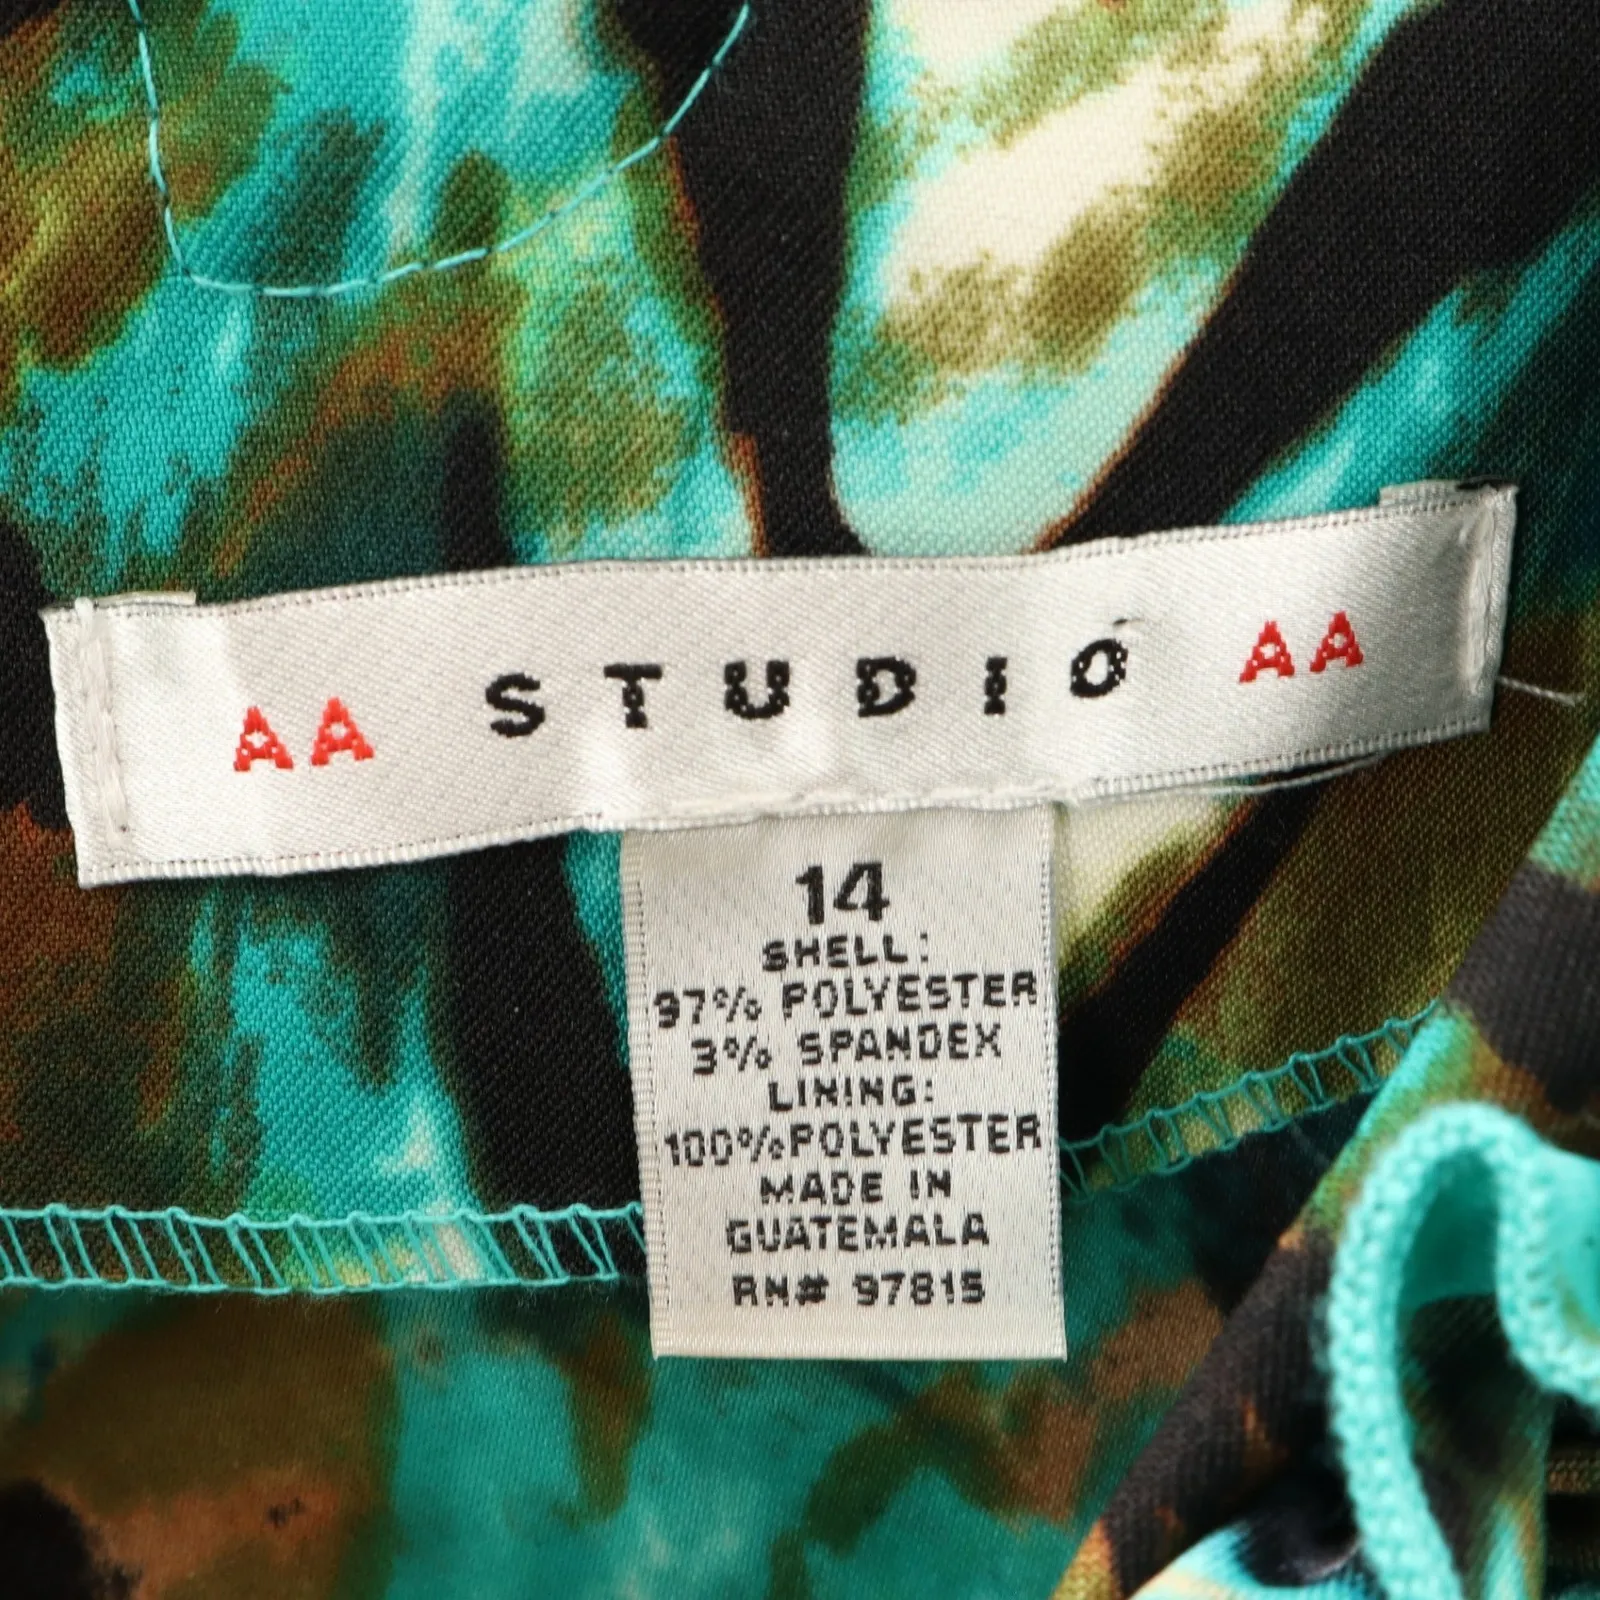 AA STUDIO AA
14
SHELL:
97% POLYESTER
3% SPANDEX
LINING:
100% POLYESTER
MADE IN
GUATEMALA
RN# 97815